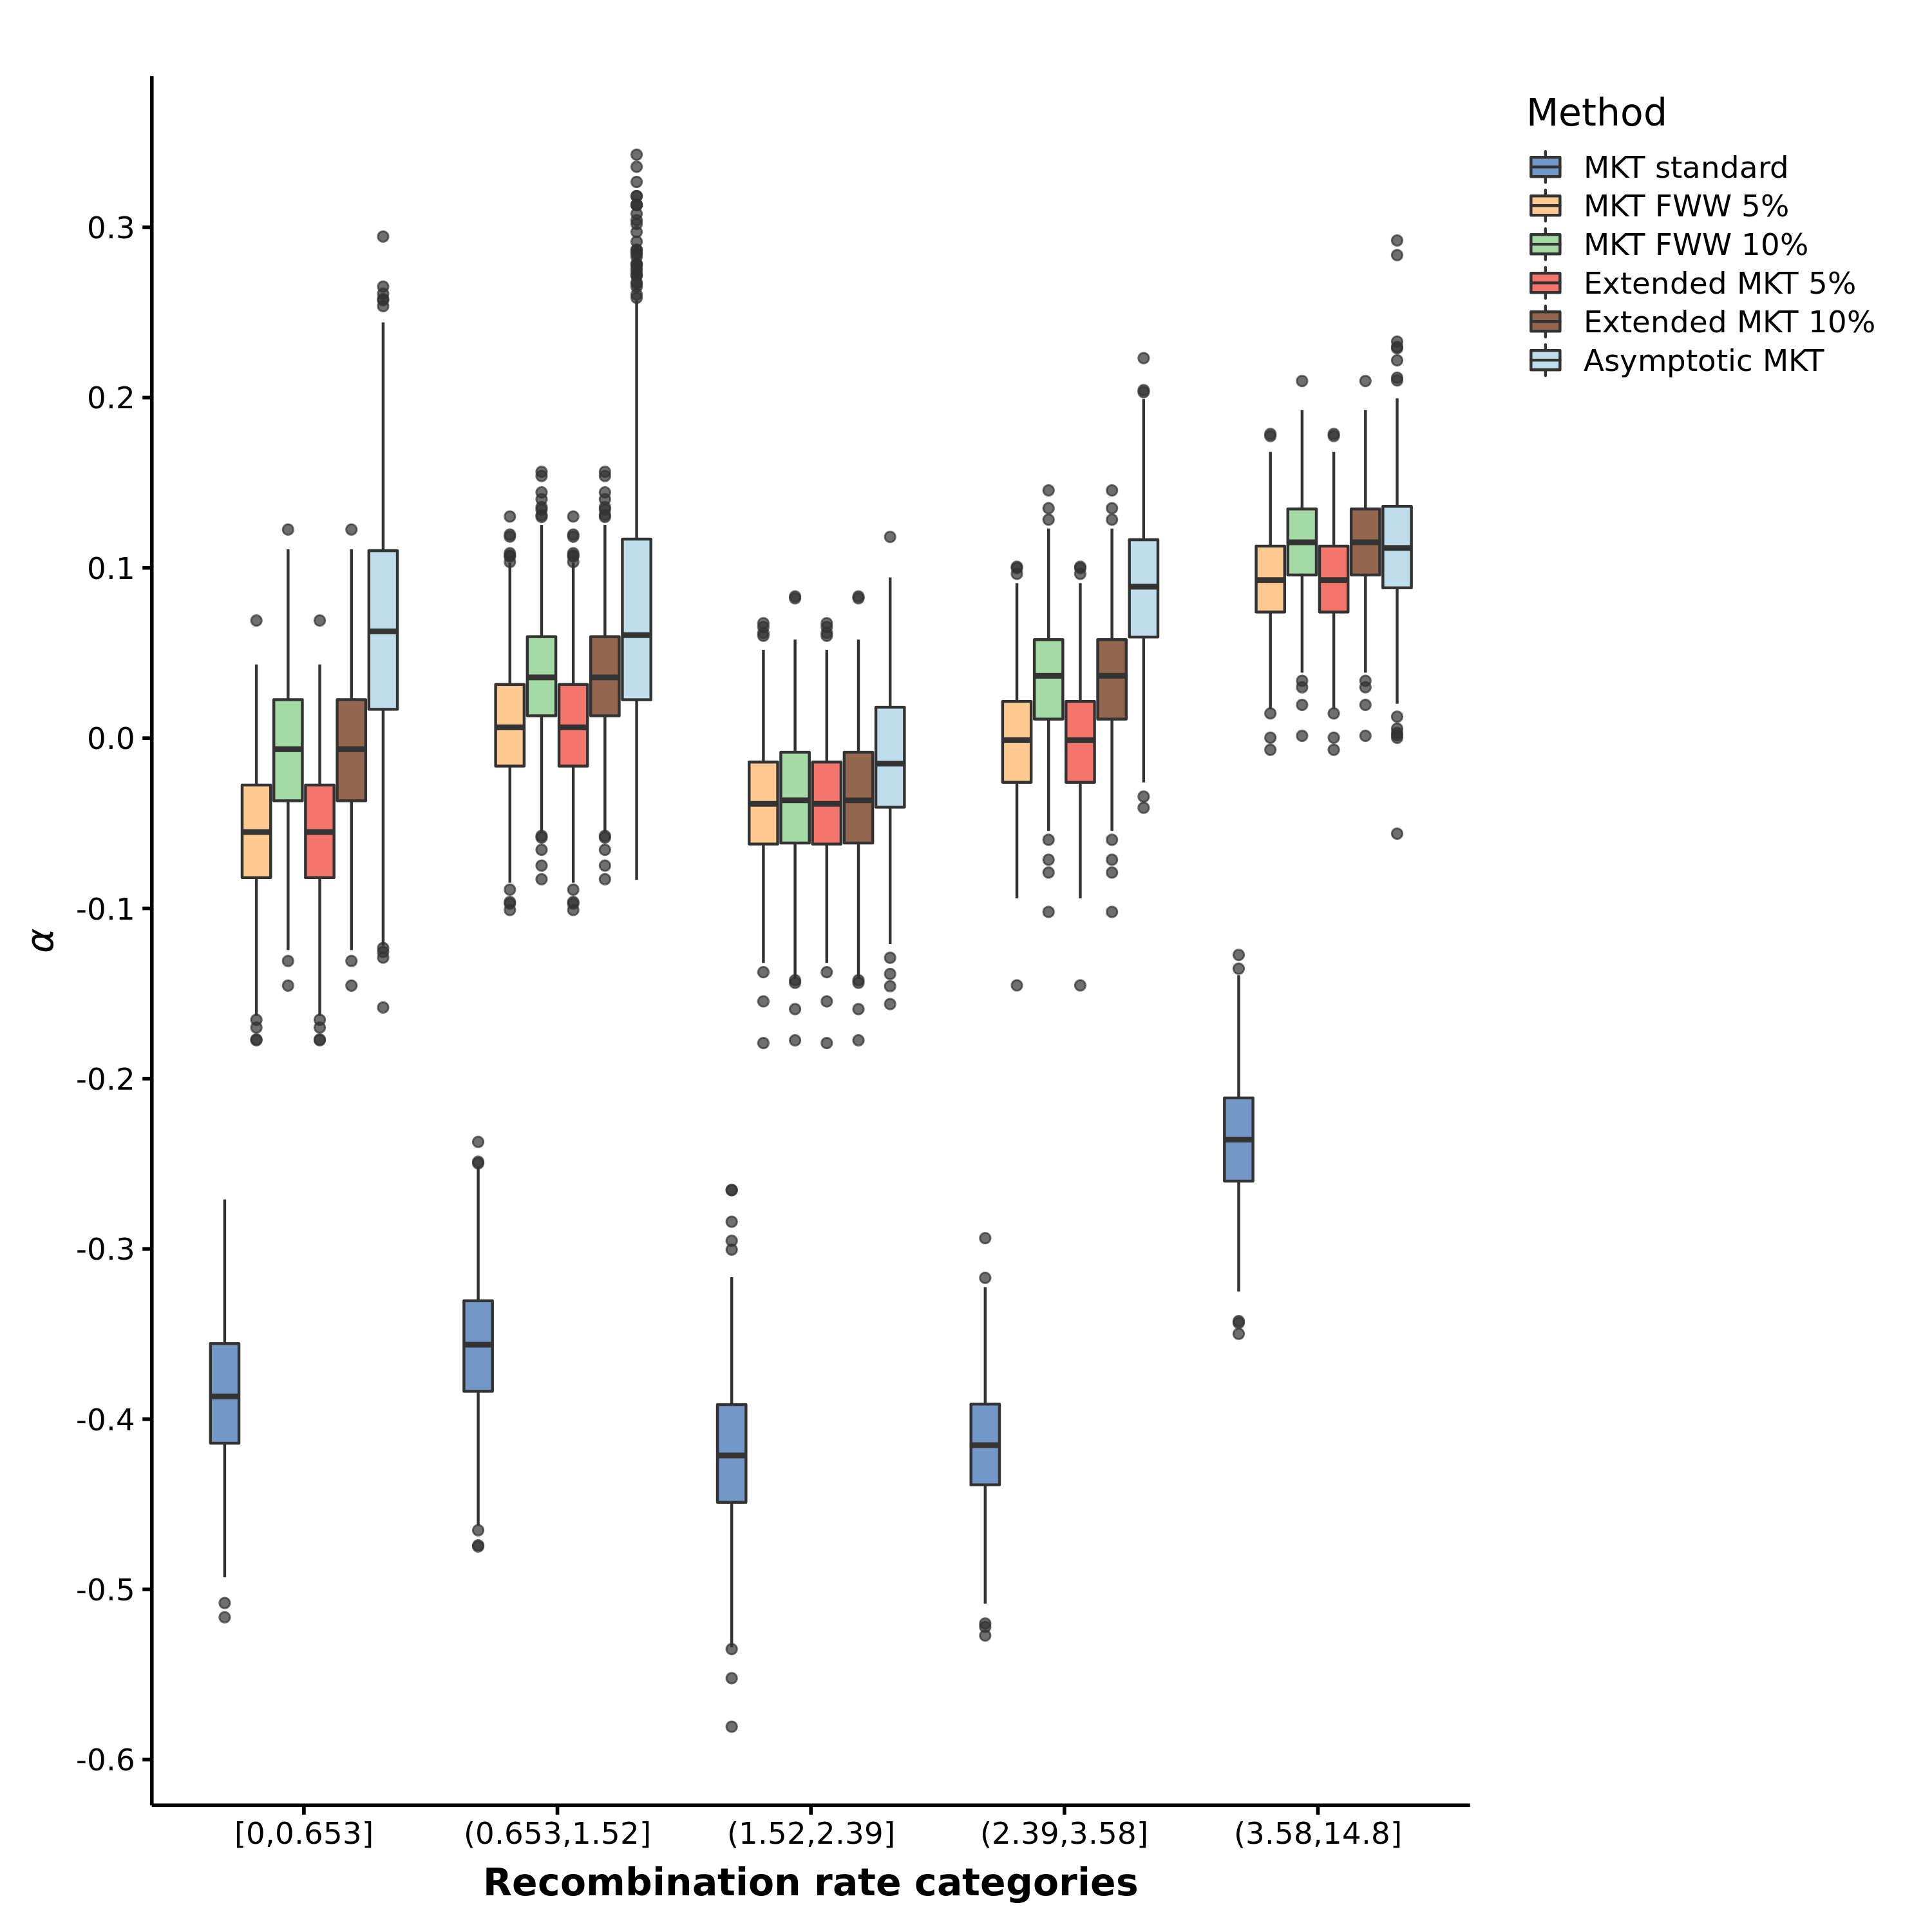 Method
MKT standard
MKT FWW 5%
MKT FWW 10%
Extended MKT 5%
Extended MKT 10%
Asymptotic MKT
0.3
0.2
0.1
0.0
-0.1
-0.2
-0.3
-0.4
-0.5
-0.6
α
[0,0.653] (0.653,1.52] (1.52,2.39] (2.39,3.58] (3.58,14.8]
Recombination rate categories